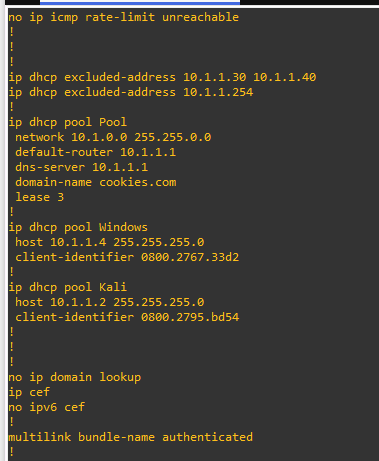 no ip icmp rate-limit unreachable
!
!
!
ip dhcp excluded-address 10.1.1.30 10.1.1.40
ip dhcp excluded-address 10.1.1.254
!
ip dhcp pool Pool
 network 10.1.0.0 255.255.0.0
 default-router 10.1.1.1
 dns-server 10.1.1.1
 domain-name cookies.com
 lease 3
!
ip dhcp pool Windows
 host 10.1.1.4 255.255.255.0
 client-identifier 0800.2767.33d2
!
ip dhcp pool Kali
 host 10.1.1.2 255.255.255.0
 client-identifier 0800.2795.bd54
!
!
!
no ip domain lookup
ip cef
no ipv6 cef
!
multilink bundle-name authenticated
!